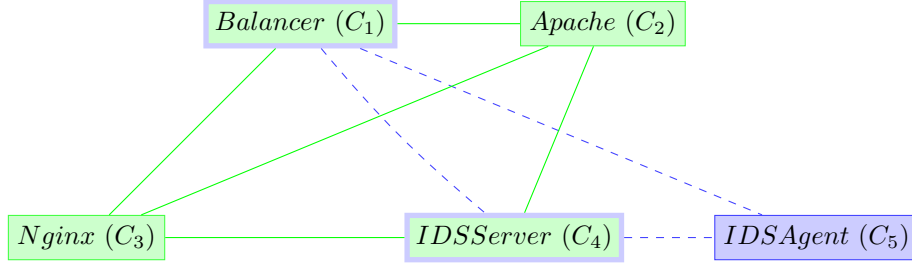 Balancer (C₁)
Apache (C₂)
Nginx (C₃)
IDSServer (C₄)
IDSAgent (C₅)